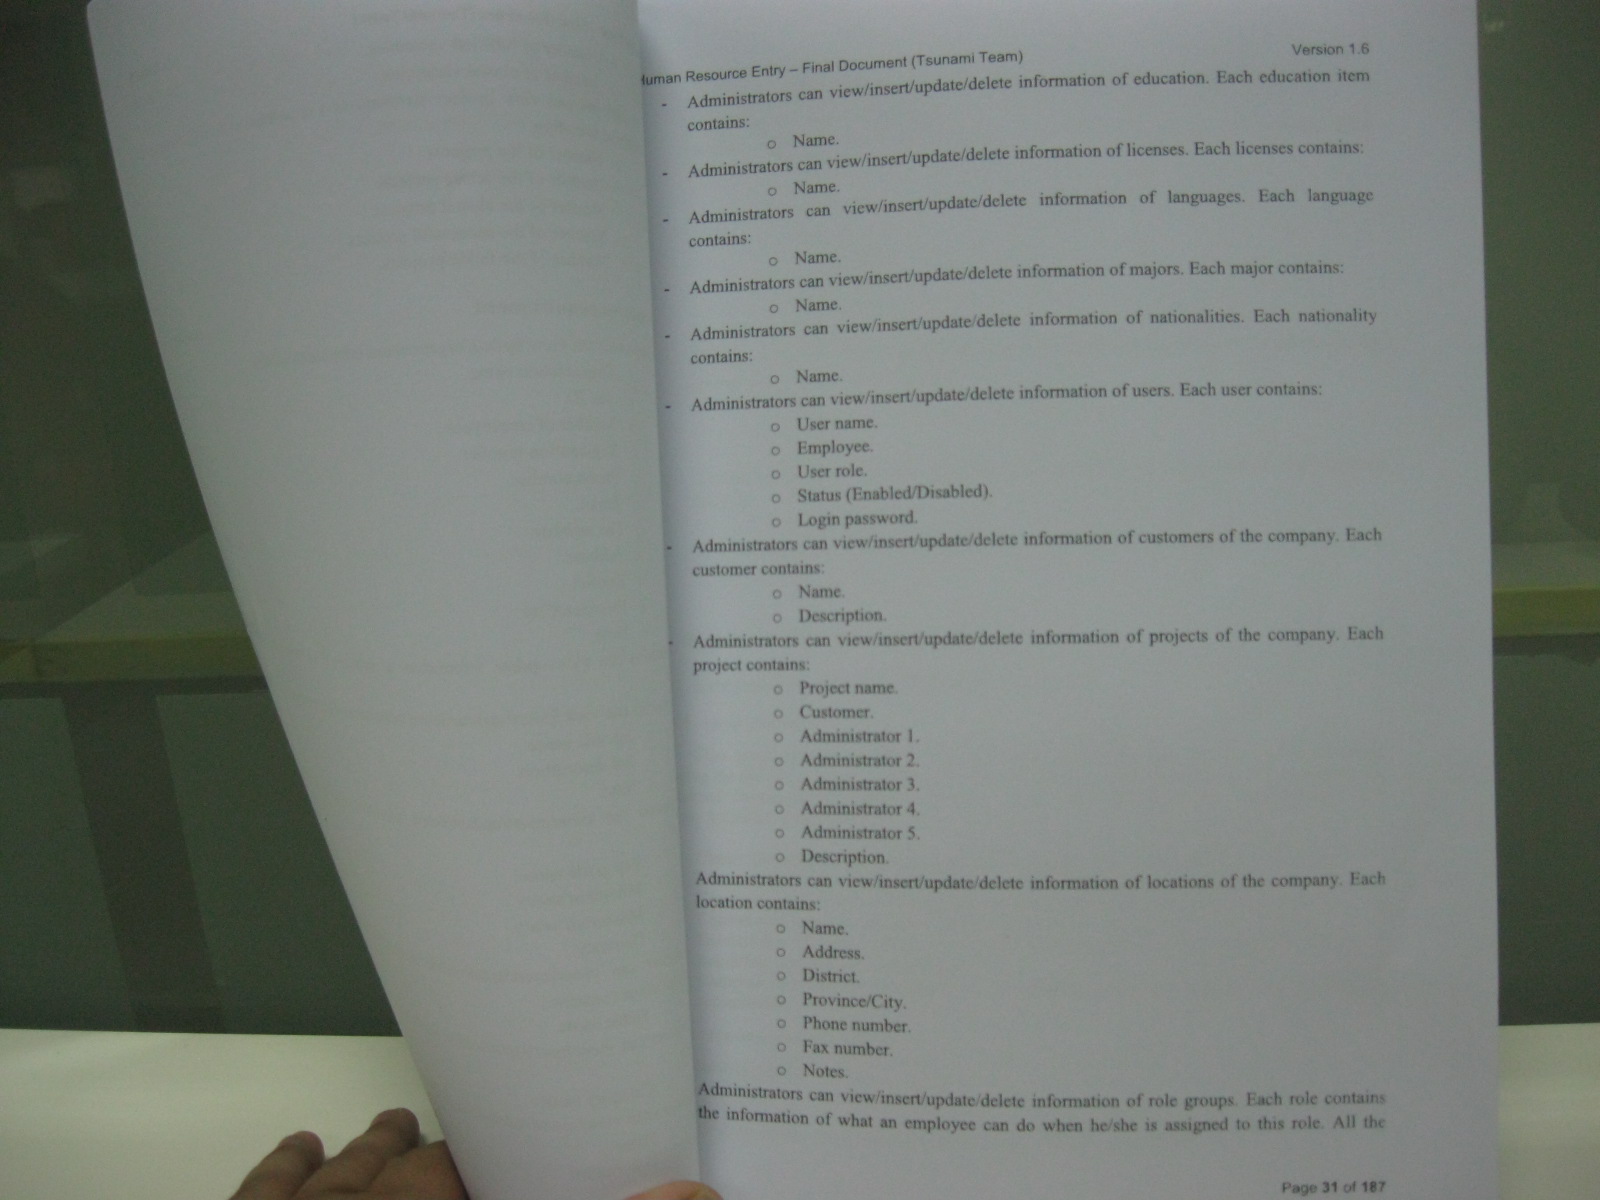 Human Resource Entry – Final Document (Tsunami Team) Version 1.6
- Administrators can view/insert/update/delete information of education. Each education item
contains:
o Name.
- Administrators can view/insert/update/delete information of licenses. Each licenses contains:
o Name.
- Administrators can view/insert/update/delete information of languages. Each language
contains:
o Name.
- Administrators can view/insert/update/delete information of majors. Each major contains:
o Name.
- Administrators can view/insert/update/delete information of nationalities. Each nationality
contains:
o Name.
- Administrators can view/insert/update/delete information of users. Each user contains:
o User name.
o Employee.
o User role.
o Status (Enabled/Disabled).
o Login password.
- Administrators can view/insert/update/delete information of customers of the company. Each
customer contains:
o Name.
o Description.
- Administrators can view/insert/update/delete information of projects of the company. Each
project contains:
o Project name.
o Customer.
o Administrator 1.
o Administrator 2.
o Administrator 3.
o Administrator 4.
o Administrator 5.
o Description.
Administrators can view/insert/update/delete information of locations of the company. Each
location contains:
o Name.
o Address.
o District.
o Province/City.
o Phone number.
o Fax number.
o Notes.
Administrators can view/insert/update/delete information of role groups. Each role contains
the information of what an employee can do when he/she is assigned to this role. All the
Page 31 of 187